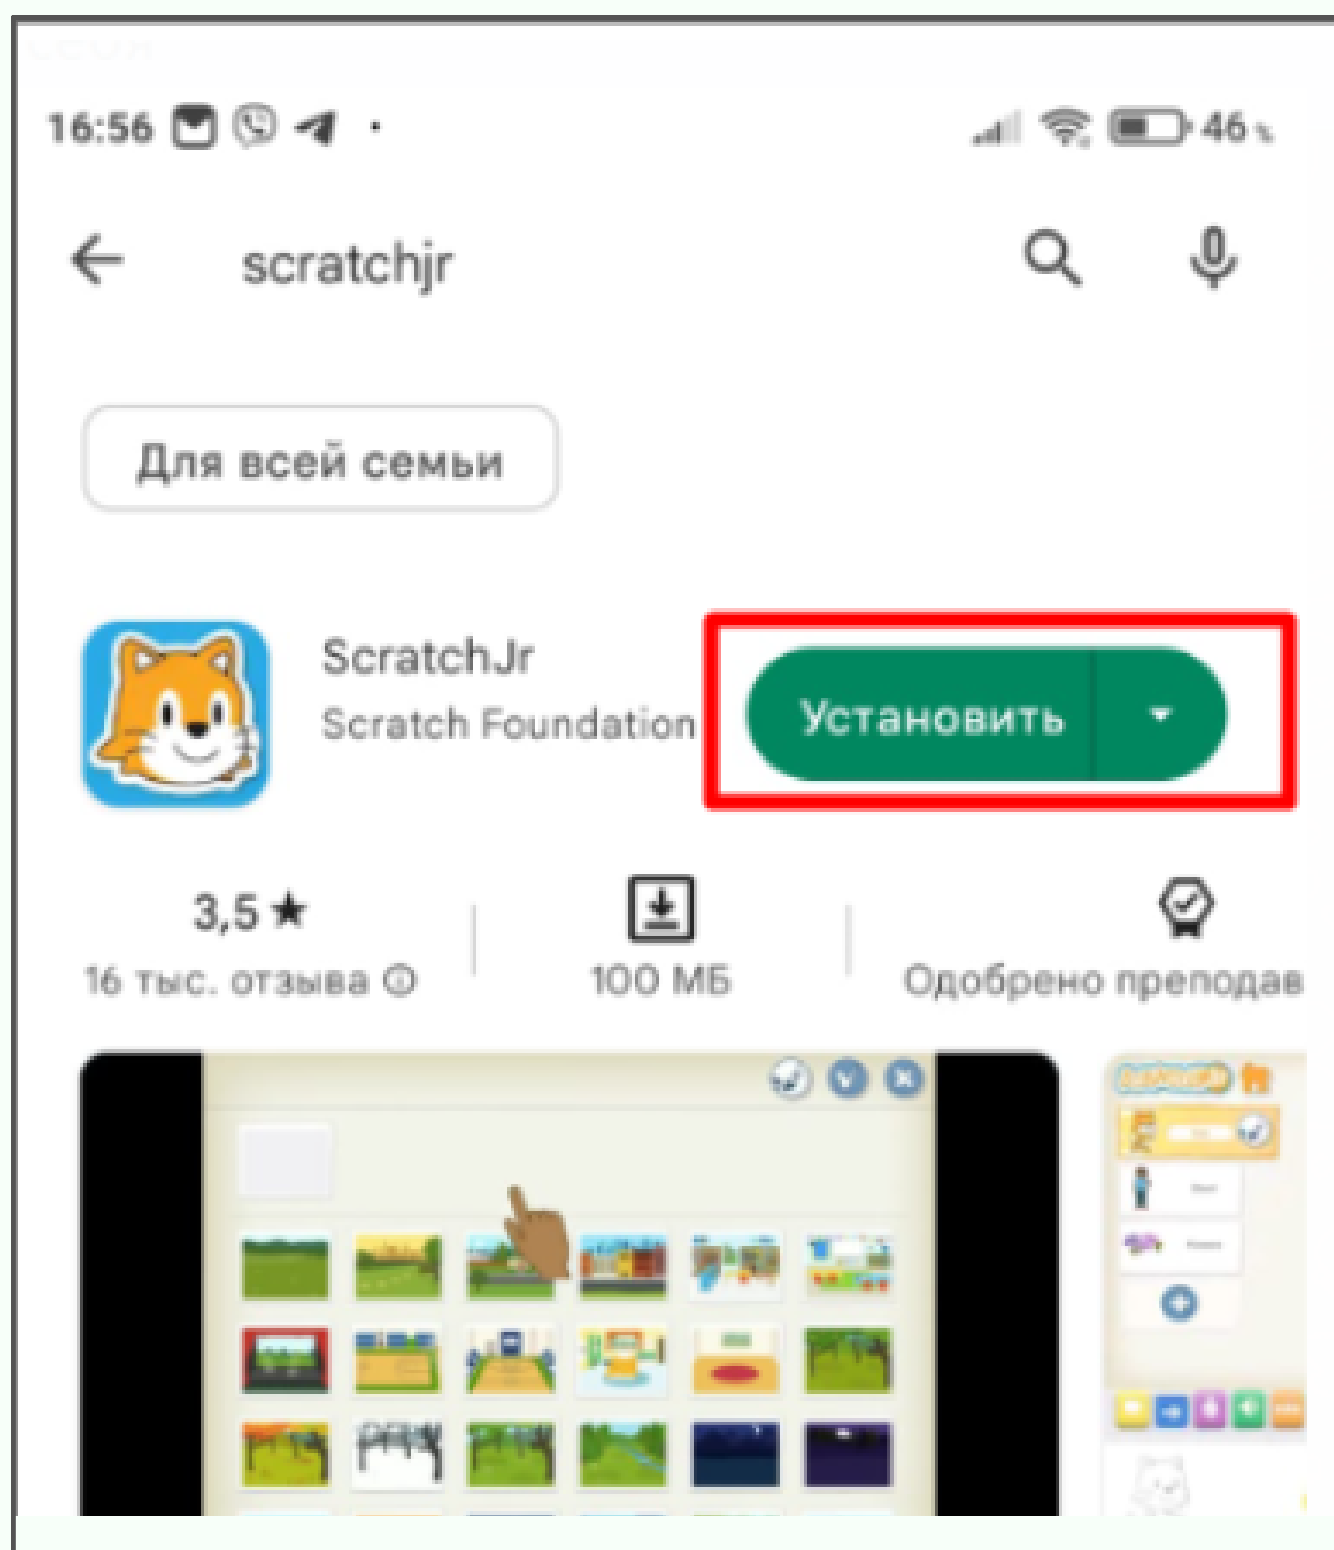 16:56
46 %
scratchjr
Для всей семьи
ScratchJr
Scratch Foundation
Установить
3,5 ★
16 тыс. отзыва
100 МБ
Одобрено преподав